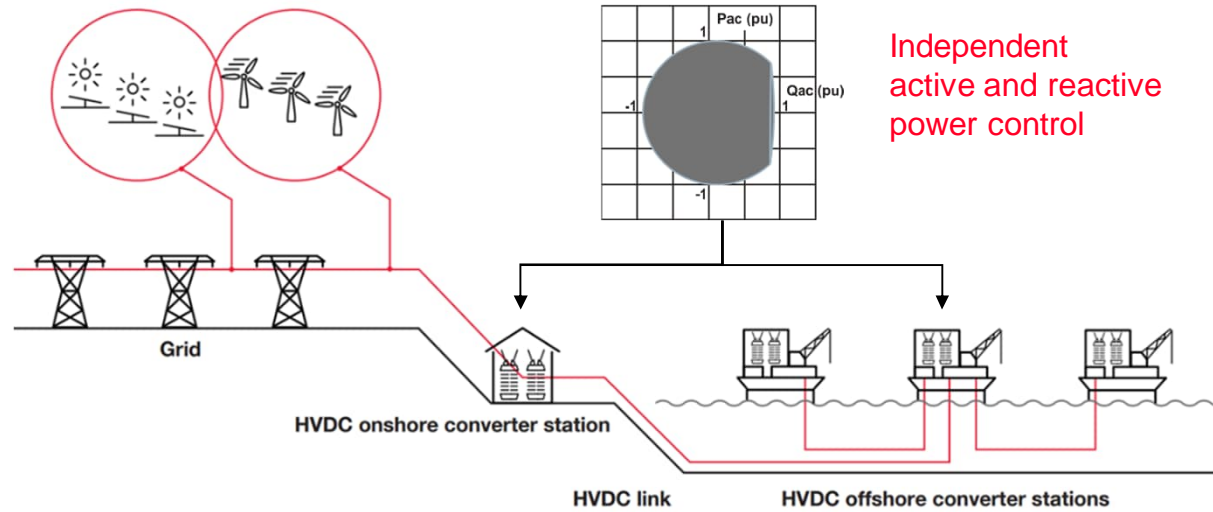 Pac (pu)
1
Qac (pu)
-1
1
-1
Independent
active and reactive
power control
Grid
HVDC onshore converter station
HVDC link
HVDC offshore converter stations